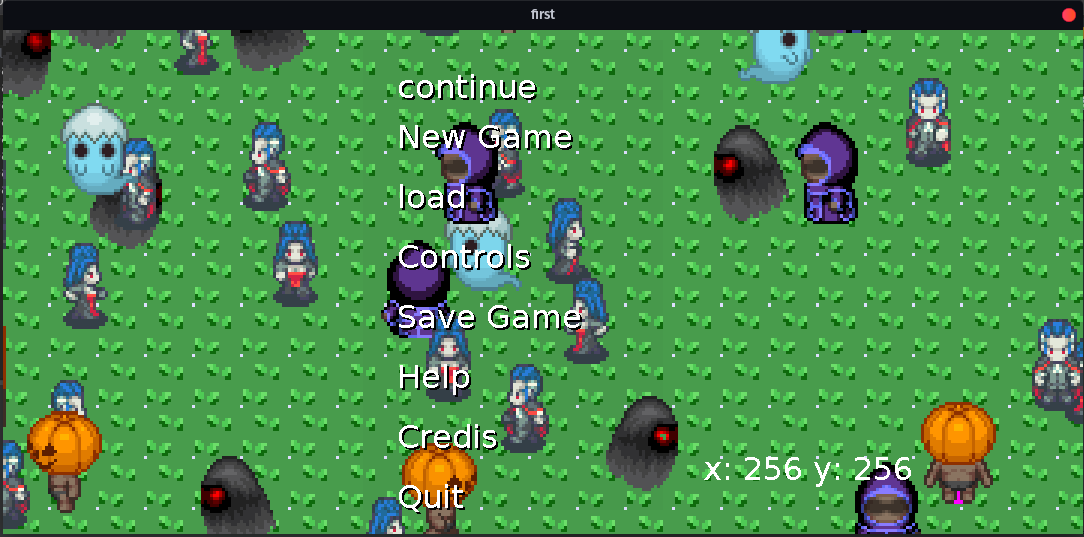 first
continue
New Game
load
Controls
Save Game
Help
Credis
x: 256 y: 256
Quit